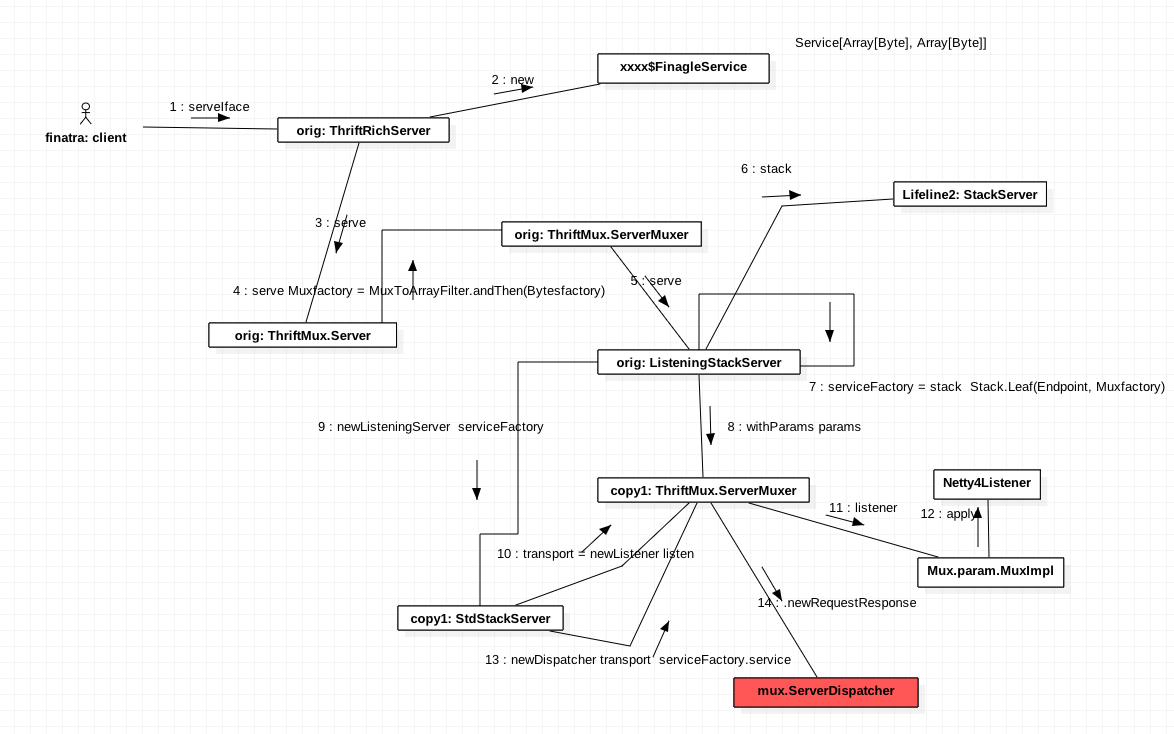 Service[Array[Byte], Array[Byte]]
xxxx$FinagleService
2 : new
1 : serveIface
finatra: client
orig: ThriftRichServer
6 : stack
Lifeline2: StackServer
3 : serve
orig: ThriftMux.ServerMuxer
5 : serve
4 : serve Muxfactory = MuxToArrayFilter.andThen(Bytesfactory)
orig: ThriftMux.Server
orig: ListeningStackServer
7 : serviceFactory = stack  Stack.Leaf(Endpoint, Muxfactory)
9 : newListeningServer  serviceFactory
8 : withParams params
copy1: ThriftMux.ServerMuxer
Netty4Listener
11 : listener
12 : apply
10 : transport = newListener listen
Mux.param.MuxImpl
14 : .newRequestResponse
copy1: StdStackServer
13 : newDispatcher transport  serviceFactory.service
mux.ServerDispatcher